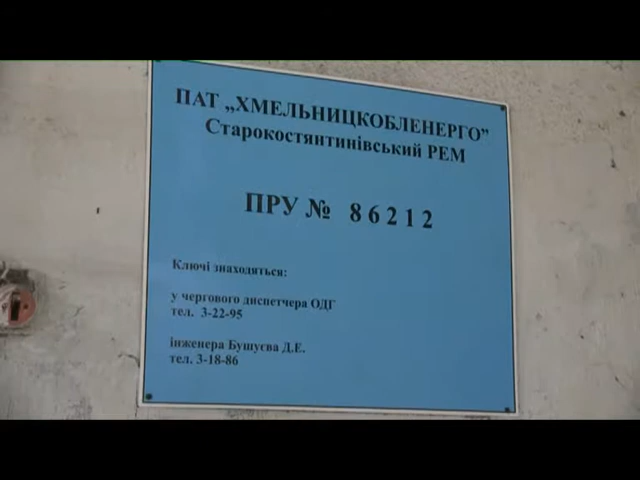 ПАТ „ХМЕЛЬНИЦКОБЛЕНЕРГО”
Старокостянтинівський РЕМ
ПРУ № 86212
Ключі знаходяться:
у чергового диспетчера ОДГ
тел. 3-22-95
інженера Бушуєва Д.Е.
тел. 3-18-86